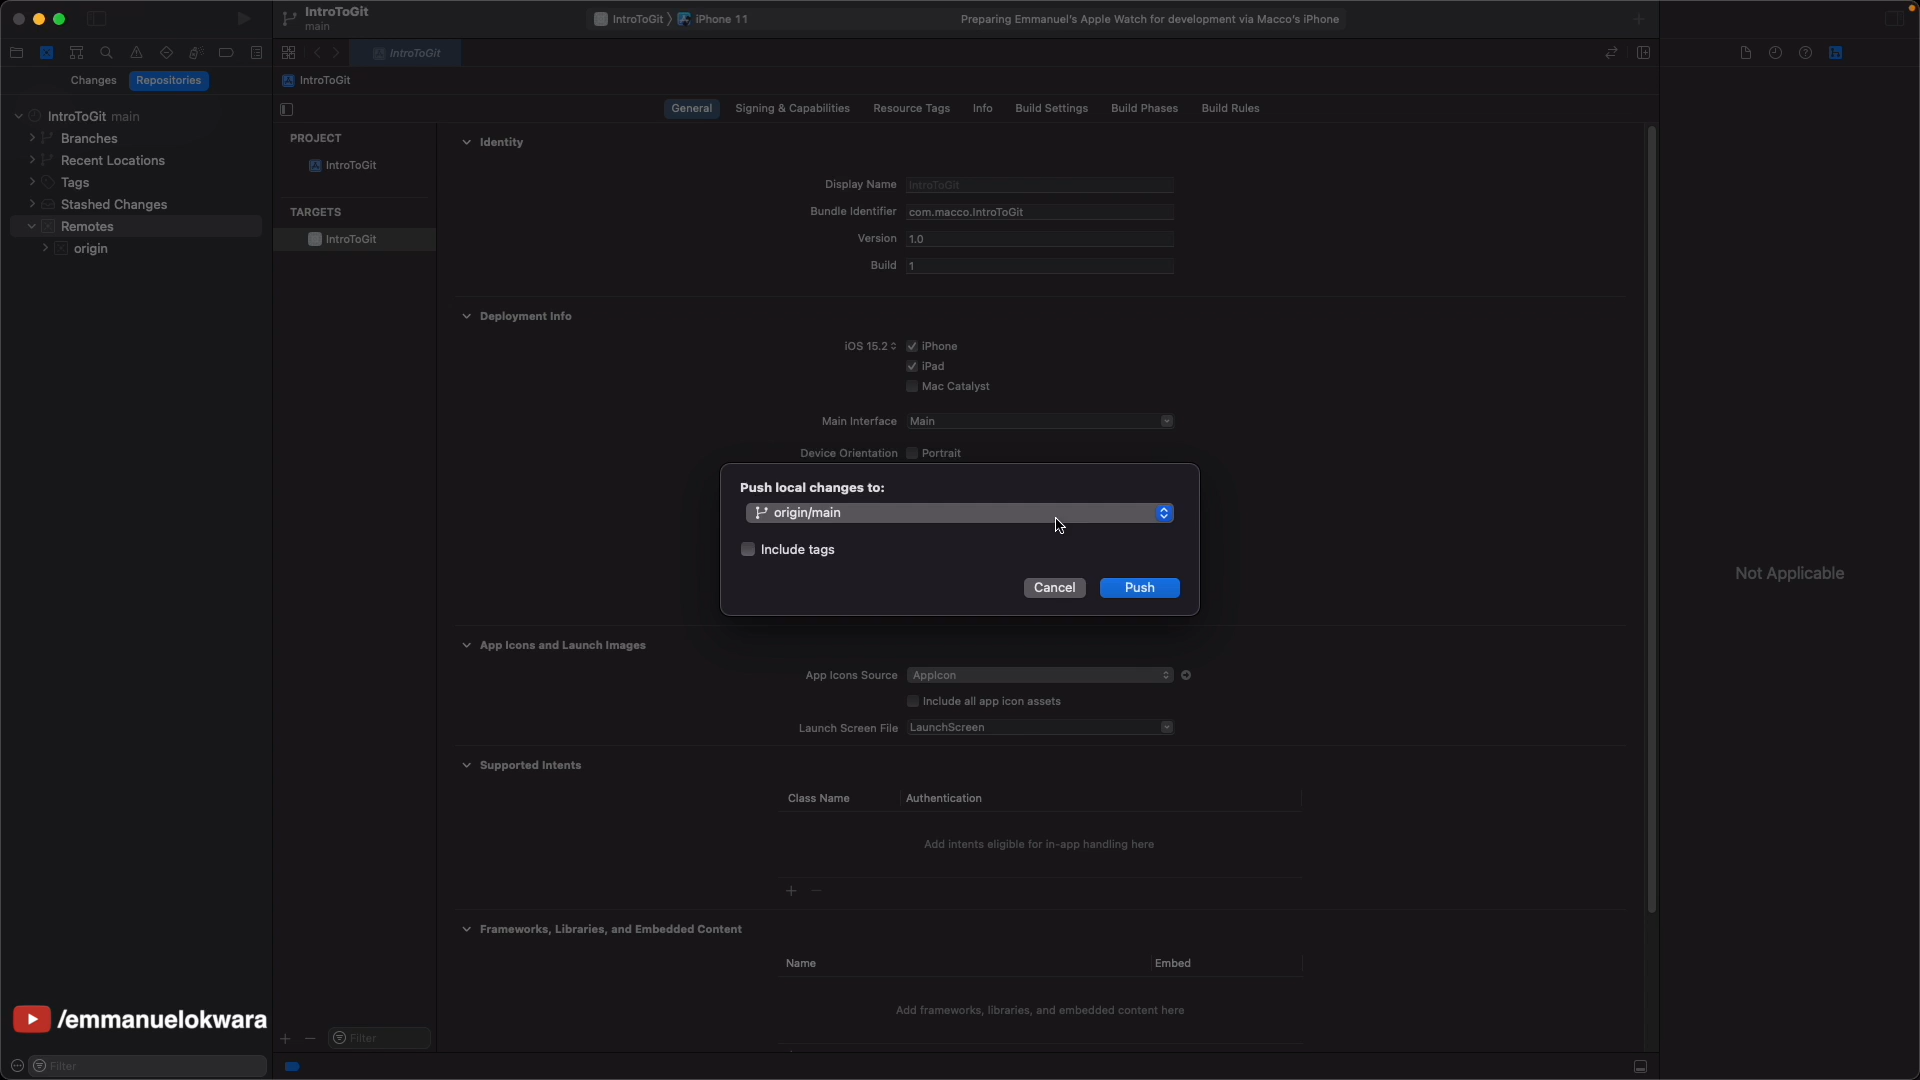 IntroToGit
main
IntroToGit
iPhone 11
Preparing Emmanuel's Apple Watch for development via Macco's iPhone
IntroToGit
Changes
Repositories
IntroToGit
IntroToGit main
Branches
Recent Locations
Tags
Stashed Changes
Remotes
origin
General
Signing & Capabilities
Resource Tags
Info
Build Settings
Build Phases
Build Rules
PROJECT
IntroToGit
TARGETS
IntroToGit
Identity
Display Name
IntroToGit
Bundle Identifier
com.macco.IntroToGit
Version
1.0
Build
1
Deployment Info
iOS 15.2
iPhone
iPad
Mac Catalyst
Main Interface
Main
Device Orientation
Portrait
Push local changes to:
origin/main
Include tags
Cancel
Push
App Icons and Launch Images
App Icons Source
AppIcon
Include all app icon assets
Launch Screen File
LaunchScreen
Supported Intents
Class Name
Authentication
Add intents eligible for in-app handling here
Frameworks, Libraries, and Embedded Content
Name
Embed
Add frameworks, libraries, and embedded content here
Not Applicable
/emmanuelokwara
Filter
Filter